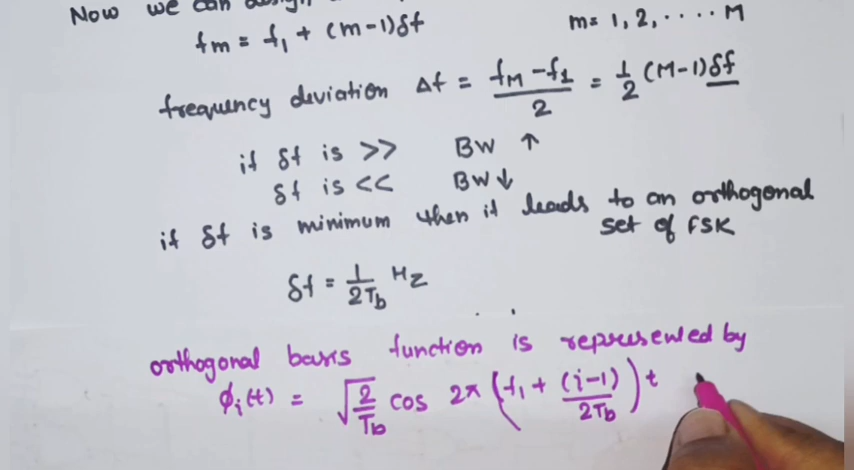 Now we can
fm = f1 + (m-1)δf m = 1, 2, ..... M
frequency deviation Δf = fM - f1 / 2 = 1/2 (M-1)δf
if δf is >> BW ↑
δf is << BW ↓
if δf is minimum then it leads to an orthogonal
set of FSK
δf = 1/2Tb Hz
orthogonal basis function is represented by
ϕi(t) = √2/Tb cos 2π (f1 + (i-1)/2Tb) t